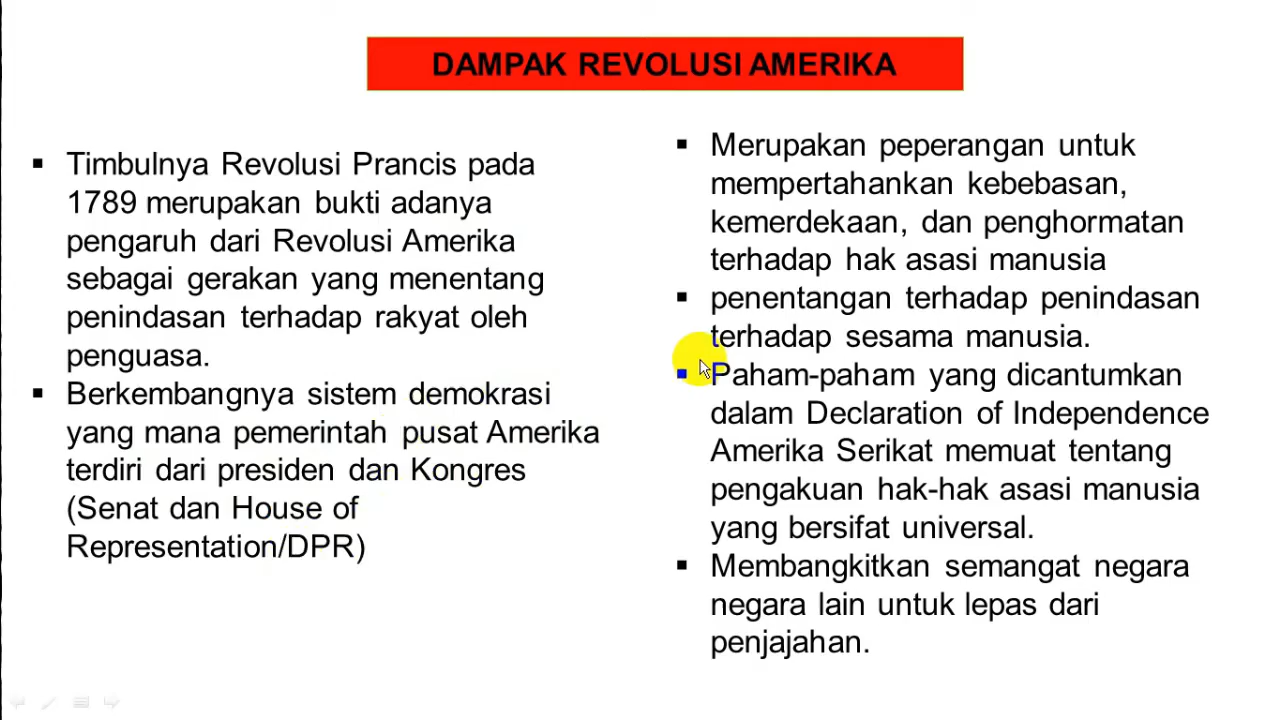 DAMPAK REVOLUSI AMERIKA
▪ Timbulnya Revolusi Prancis pada
1789 merupakan bukti adanya
pengaruh dari Revolusi Amerika
sebagai gerakan yang menentang
penindasan terhadap rakyat oleh
penguasa.
▪ Berkembangnya sistem demokrasi
yang mana pemerintah pusat Amerika
terdiri dari presiden dan Kongres
(Senat dan House of
Representation/DPR)
▪ Merupakan peperangan untuk
mempertahankan kebebasan,
kemerdekaan, dan penghormatan
terhadap hak asasi manusia
▪ penentangan terhadap penindasan
terhadap sesama manusia.
▪ Paham-paham yang dicantumkan
dalam Declaration of Independence
Amerika Serikat memuat tentang
pengakuan hak-hak asasi manusia
yang bersifat universal.
▪ Membangkitkan semangat negara
negara lain untuk lepas dari
penjajahan.